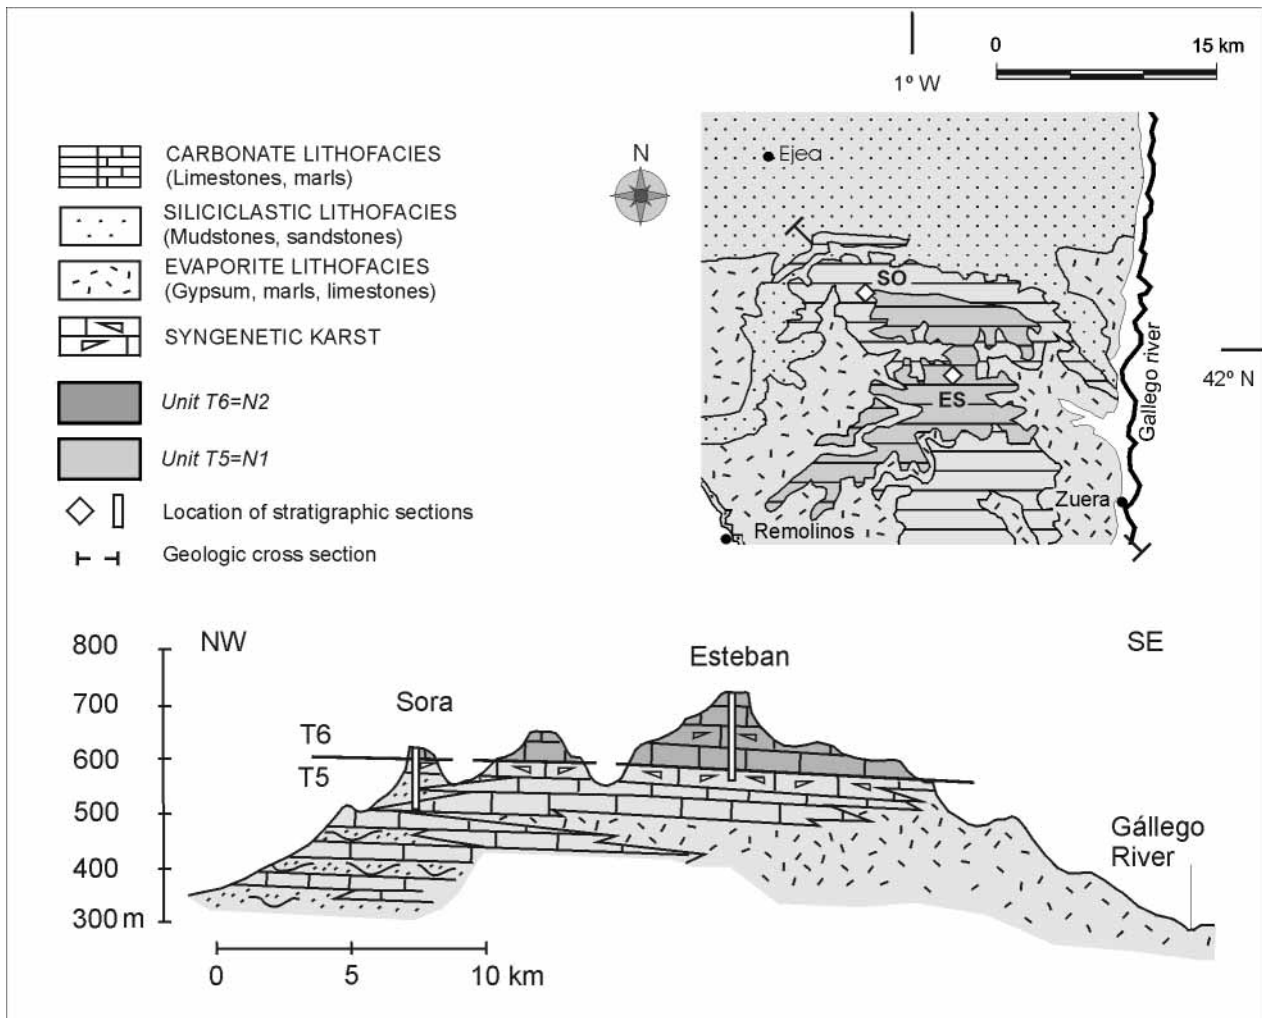 0 15 km
1º W
N
Ejea
CARBONATE LITHOFACIES
(Limestones, marls)
SILICICLASTIC LITHOFACIES
(Mudstones, sandstones)
EVAPORITE LITHOFACIES
(Gypsum, marls, limestones)
SYNGENETIC KARST
Unit T6=N2
Unit T5=N1
Location of stratigraphic sections
Geologic cross section
SO
ES
Gallego river
42º N
Zuera
Remolinos
NW
SE
800
700
600
500
400
300 m
Sora
Esteban
T6
T5
Gállego
River
0 5 10 km